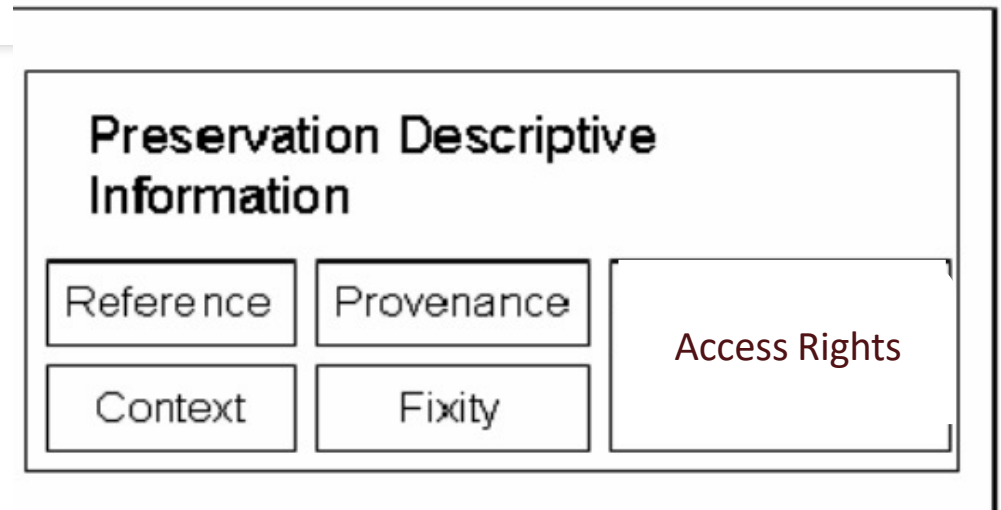 Preservation Descriptive
Information
Reference
Provenance
Access Rights
Context
Fixity